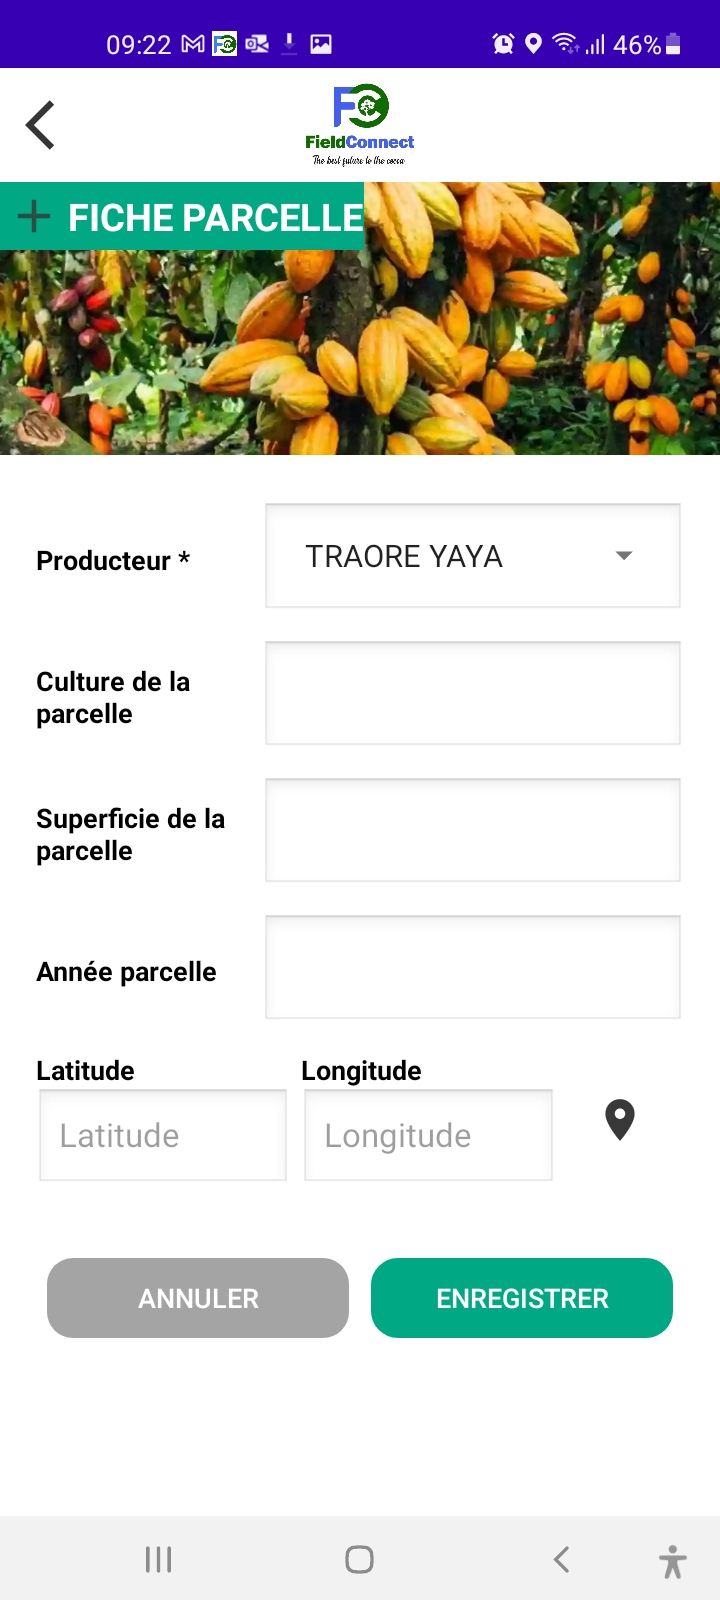 09:22
46%
FC
FieldConnect
The best future to the cocoa
FICHE PARCELLE
Producteur *
TRAORE YAYA
Culture de la
parcelle
Superficie de la
parcelle
Année parcelle
Latitude Longitude
Latitude Longitude
ANNULER ENREGISTRER